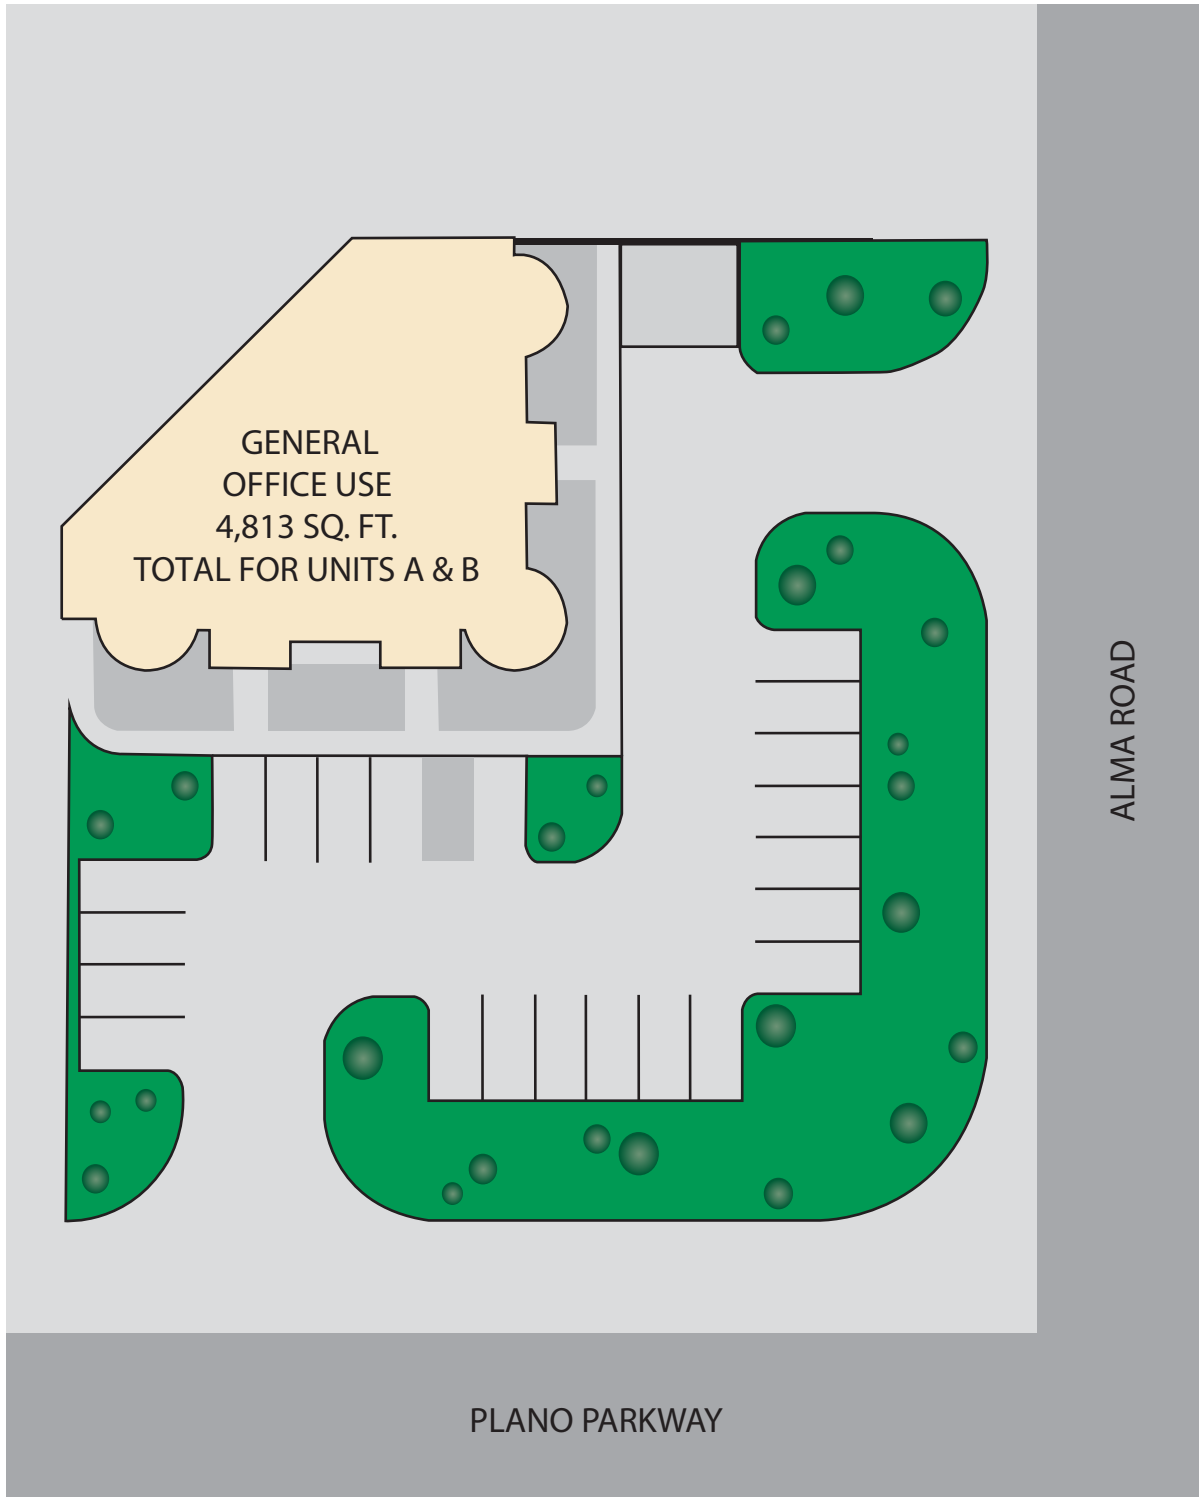 GENERAL
OFFICE USE
4,813 SQ. FT.
TOTAL FOR UNITS A & B
ALMA ROAD
PLANO PARKWAY